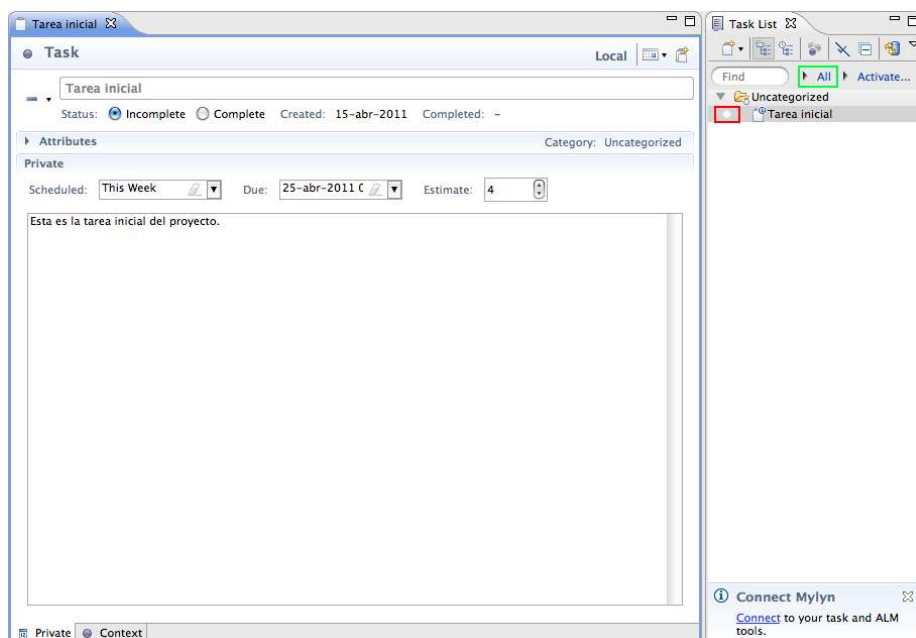 Tarea inicial
Task
Local
Tarea inicial
Status: Incomplete Complete Created: 15-abr-2011 Completed: -
Attributes Category: Uncategorized
Private
Scheduled: This Week Due: 25-abr-2011 Estimate: 4
Esta es la tarea inicial del proyecto.
Private Context
Task List
Find All Activate...
Uncategorized
Tarea inicial
Connect Mylyn
Connect to your task and ALM
tools.